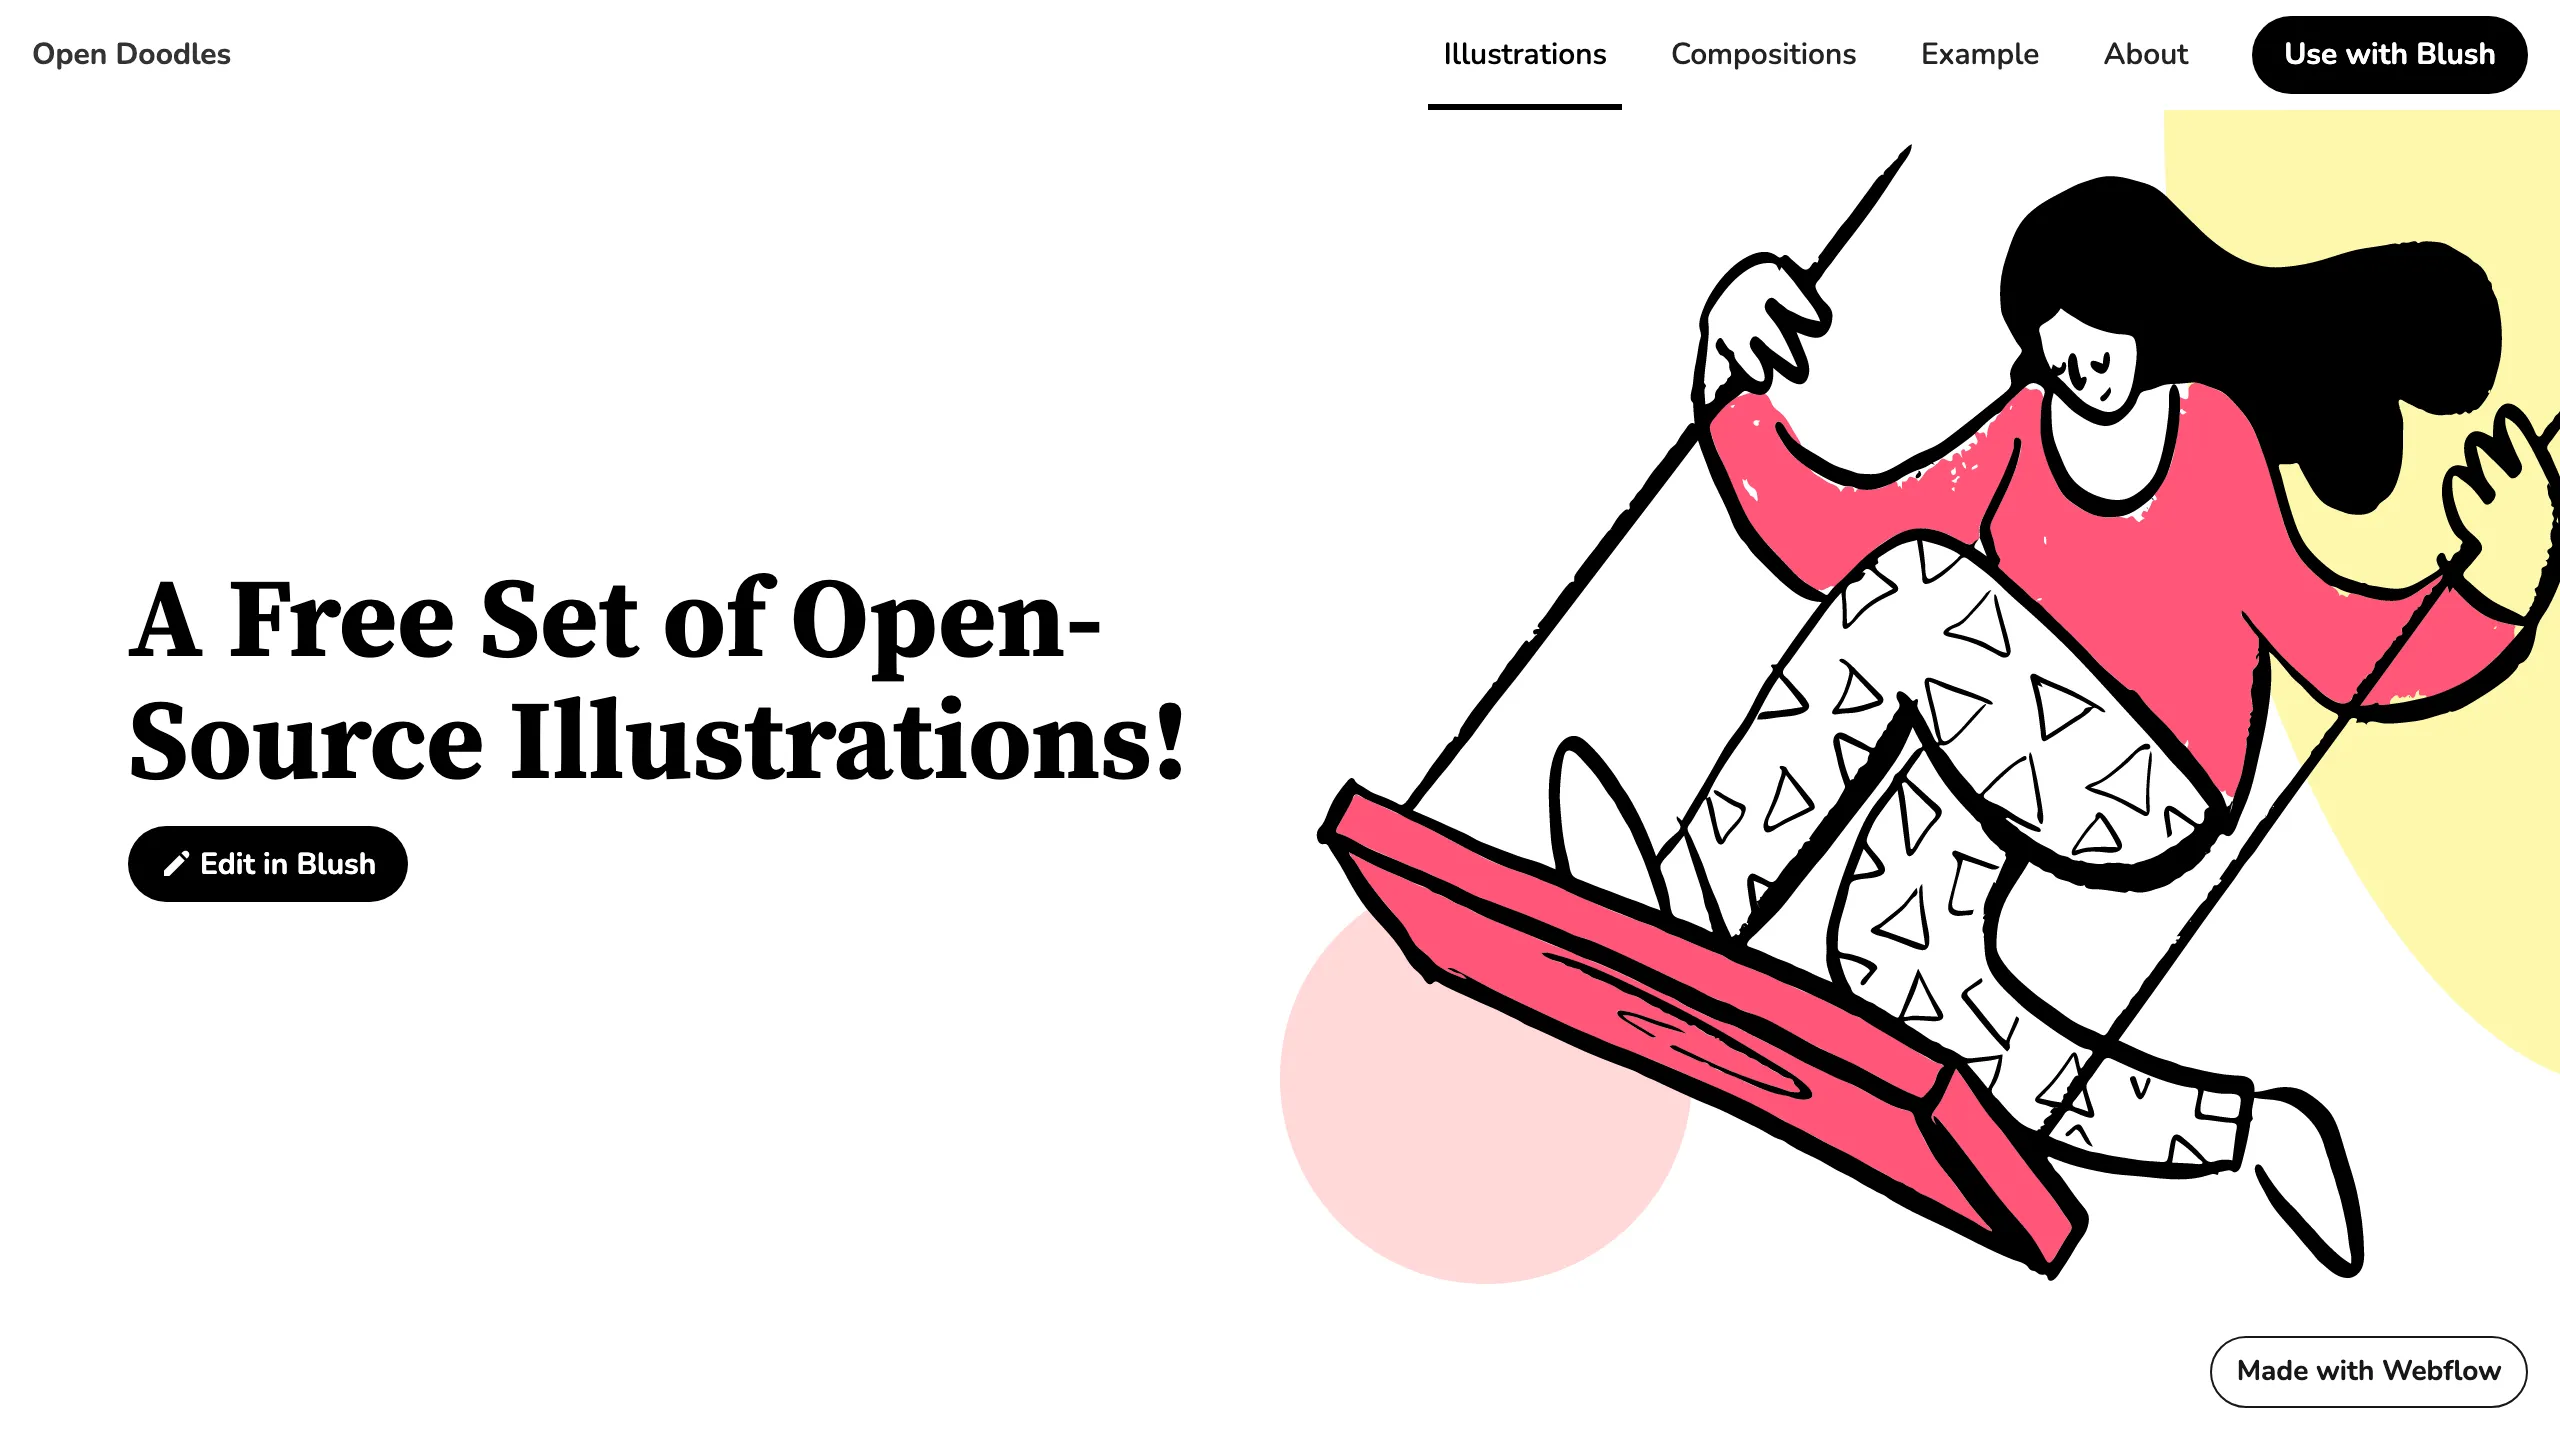 Open Doodles
Illustrations
Compositions
Example
About
Use with Blush
A Free Set of Open-
Source Illustrations!
Edit in Blush
Made with Webflow